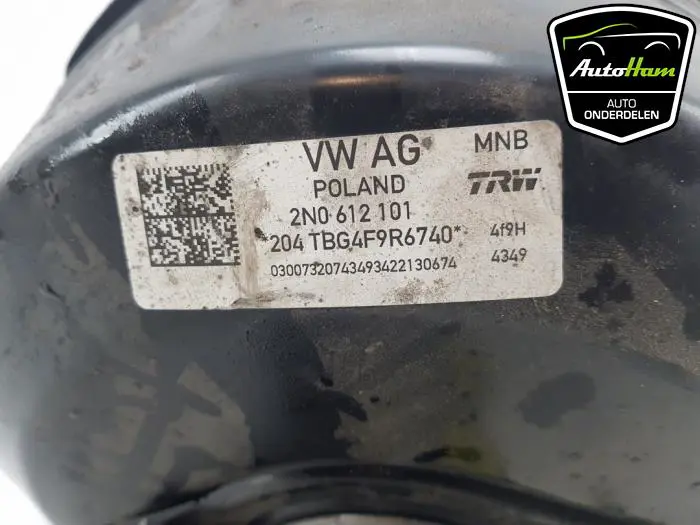 AutoHam
AUTO
ONDERDELEN
VW AG
MNB
POLAND
TRW
2N0 612 101
*204 TBG4F9R6740*
4f9H
03007320743493422130674
4349